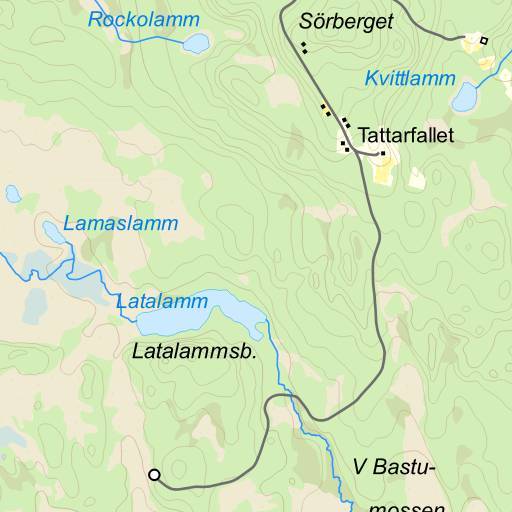 Rockolamm
Sörberget
Kvittlamm
Tattarfallet
Lamaslamm
Latalamm
Latalammsb.
V Bastu-
mossen